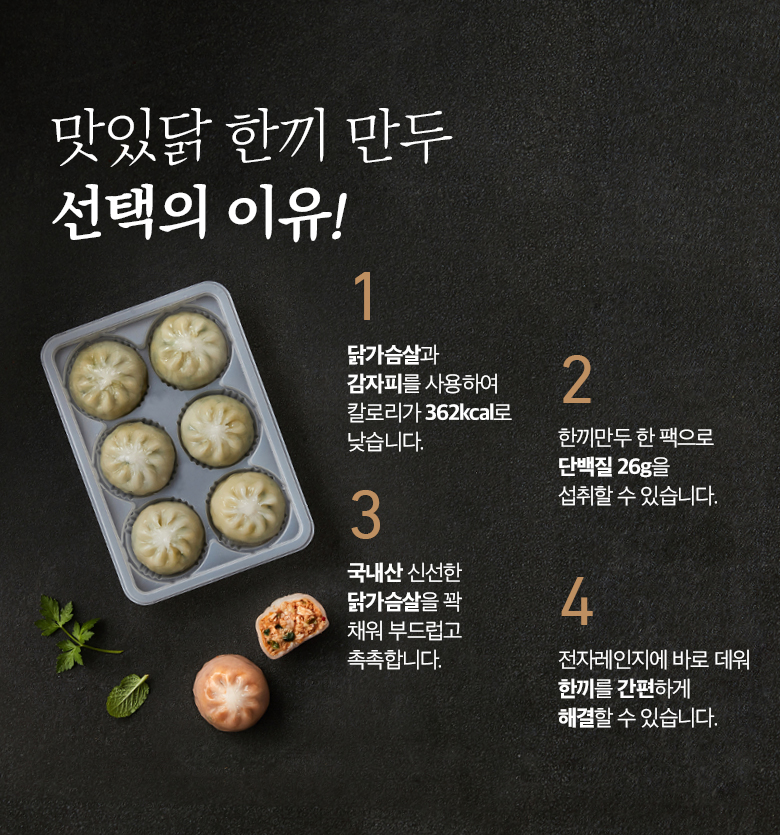 맛있닭 한끼 만두
선택의 이유!
1
닭가슴살과
감자피를 사용하여
칼로리가 362kcal로
낮습니다.
2
한끼만두 한 팩으로
단백질 26g을
섭취할 수 있습니다.
3
국내산 신선한
닭가슴살을 꽉
채워 부드럽고
촉촉합니다.
4
전자레인지에 바로 데워
한끼를 간편하게
해결할 수 있습니다.